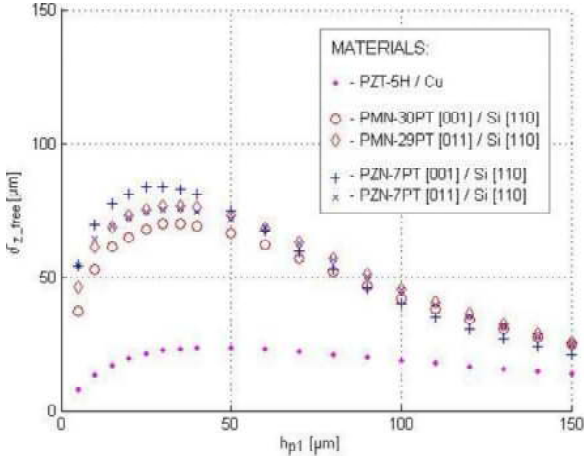 150
100
50
0
0
50
100
150
δz_free [μm]
hp1 [μm]
MATERIALS:
- PZT-5H / Cu
- PMN-30PT [001] / Si [110]
- PMN-29PT [011] / Si [110]
- PZN-7PT [001] / Si [110]
- PZN-7PT [011] / Si [110]